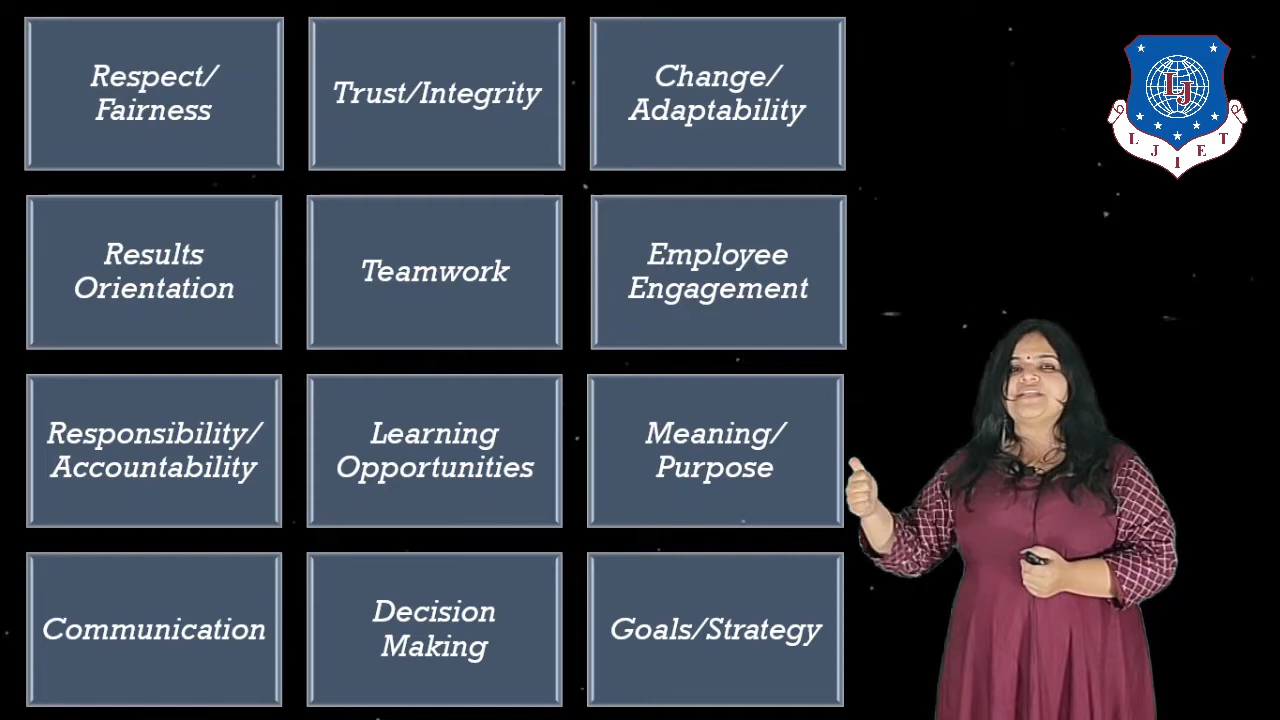 Respect/
Fairness
Trust/Integrity
Change/
Adaptability
Results
Orientation
Teamwork
Employee
Engagement
Responsibility/
Accountability
Learning
Opportunities
Meaning/
Purpose
Communication
Decision
Making
Goals/Strategy
LJ
L J I E T